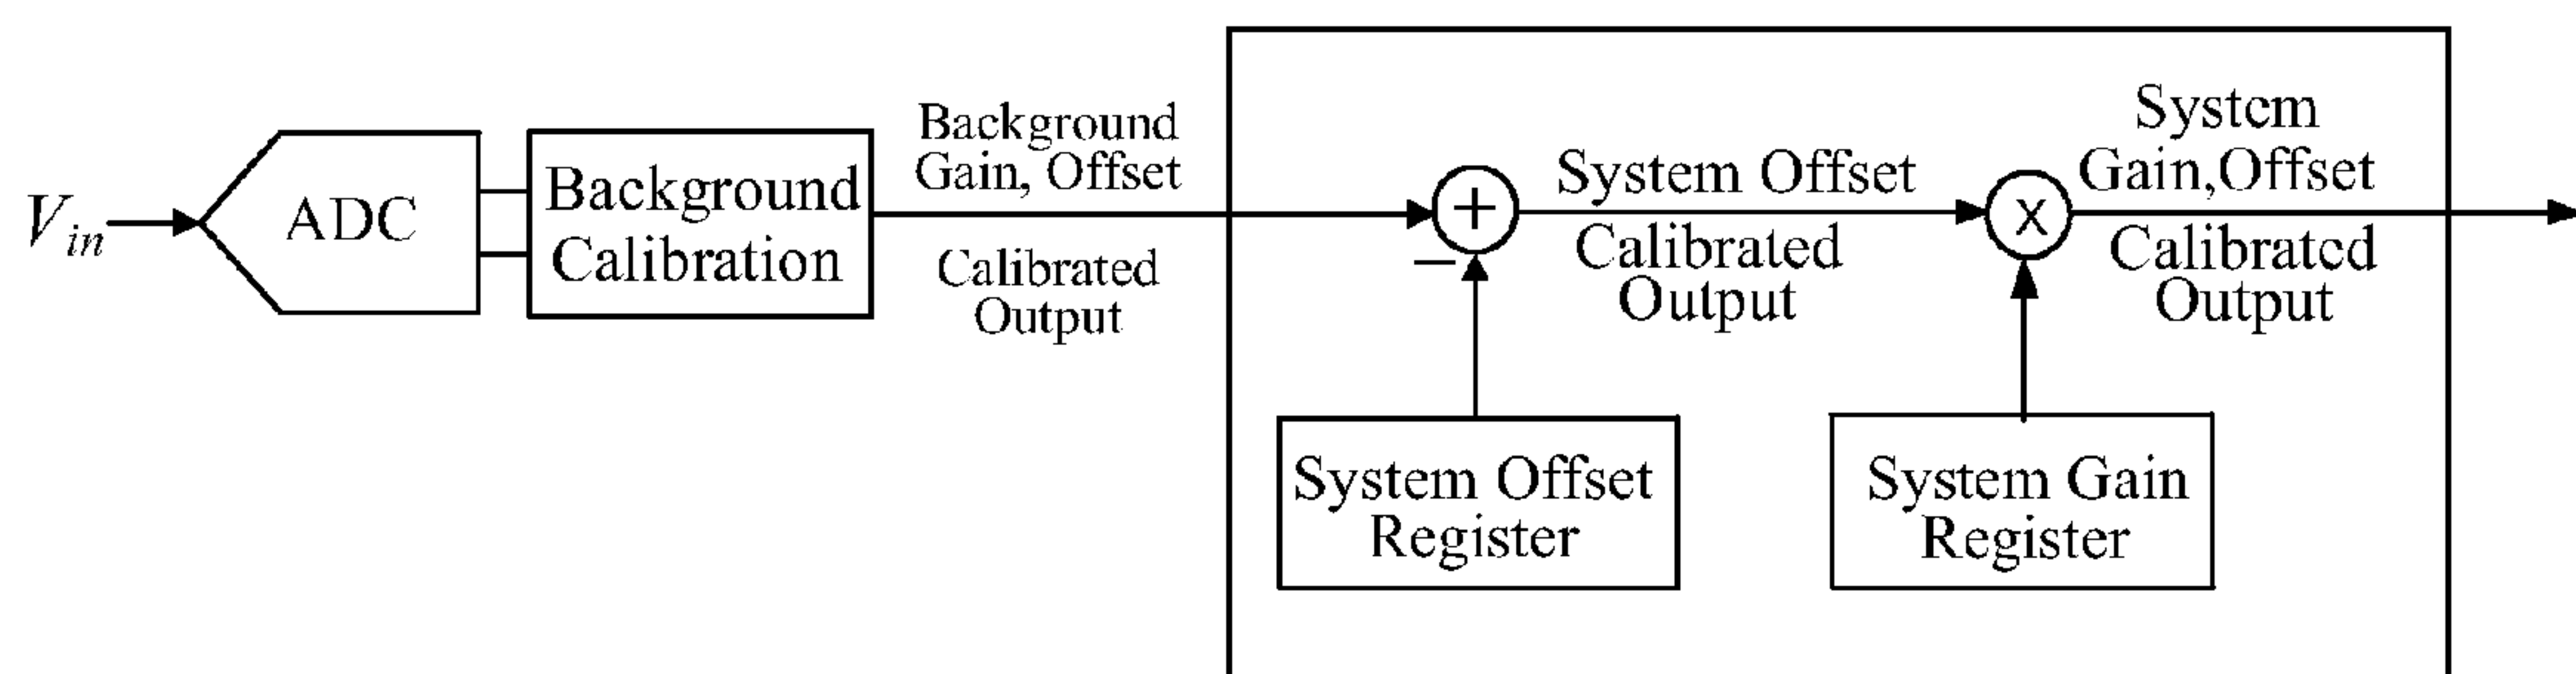 V_in
ADC
Background
Calibration
Background
Gain, Offset
Calibrated
Output
+
−
System Offset
Calibrated
Output
X
System
Gain,Offset
Calibrated
Output
System Offset
Register
System Gain
Register